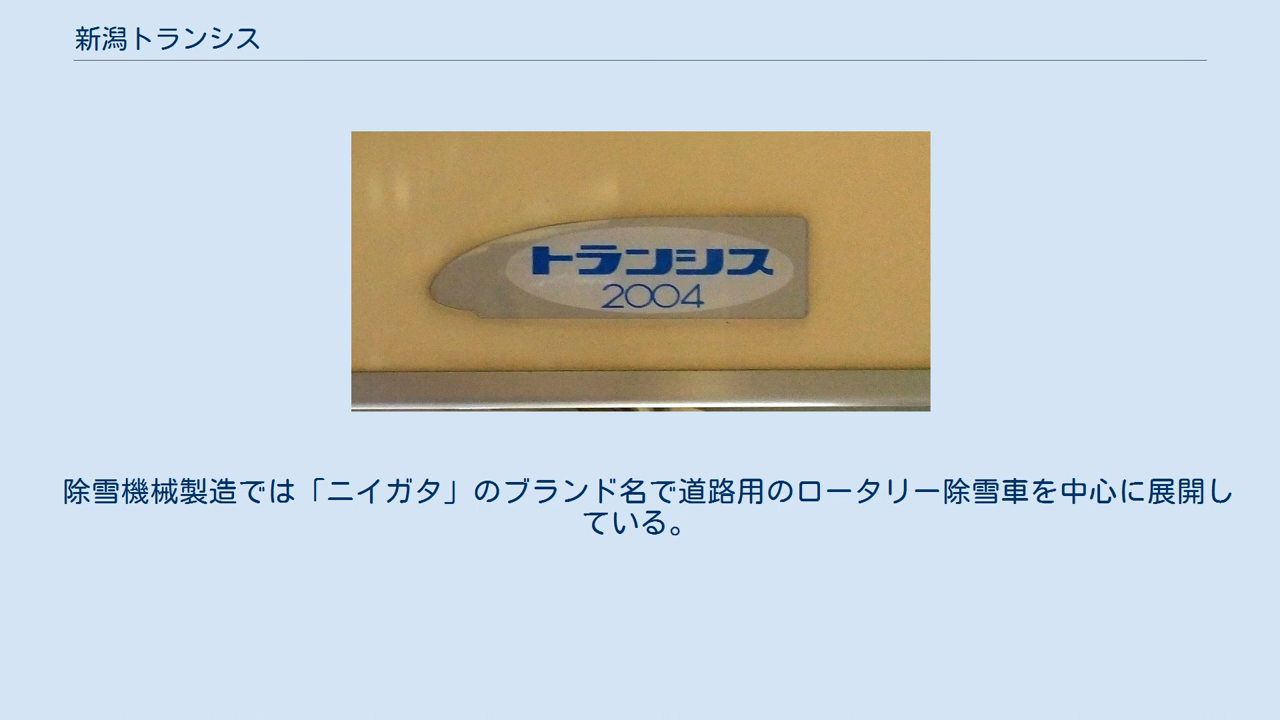 新潟トランシス
トランシス
2004
除雪機械製造では「ニイガタ」のブランド名で道路用のロータリー除雪車を中心に展開し
ている。